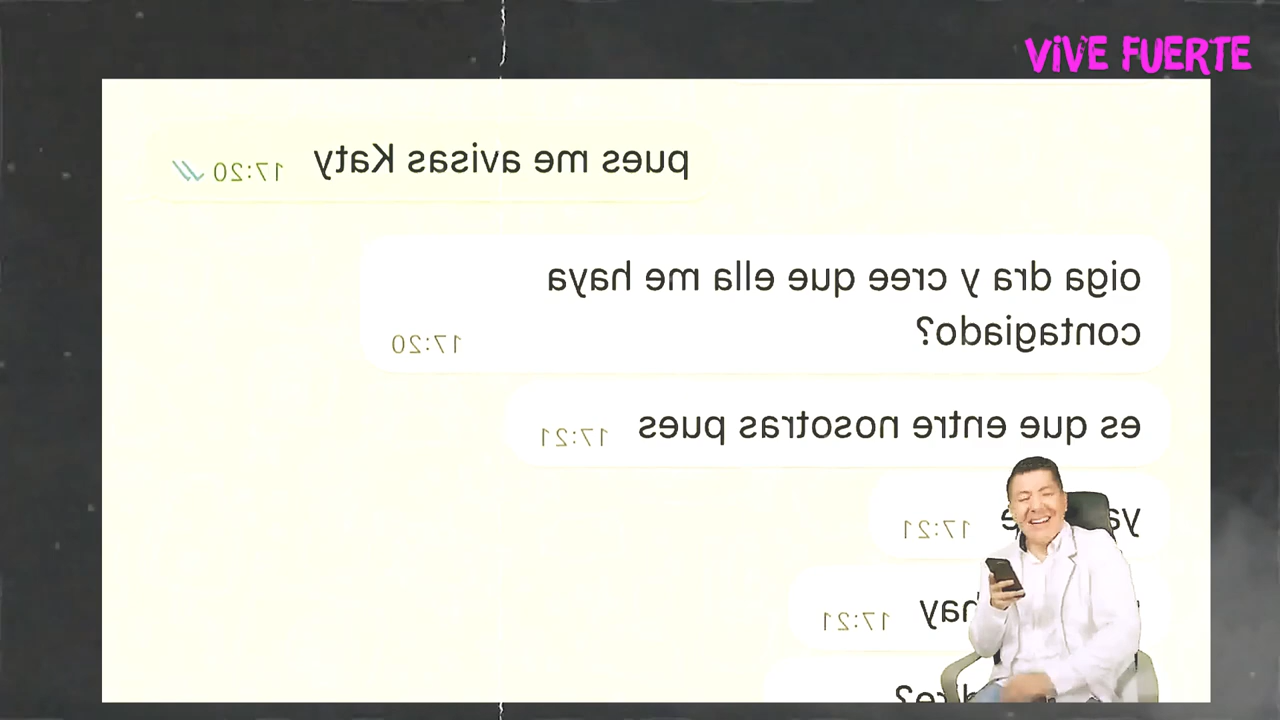 VIVE FUERTE
pues me avisas Katy 17:20
oiga dra y cree que ella me haya
contagiado? 17:20
es que entre nosotras pues 17:21
17:21
hay 17:21